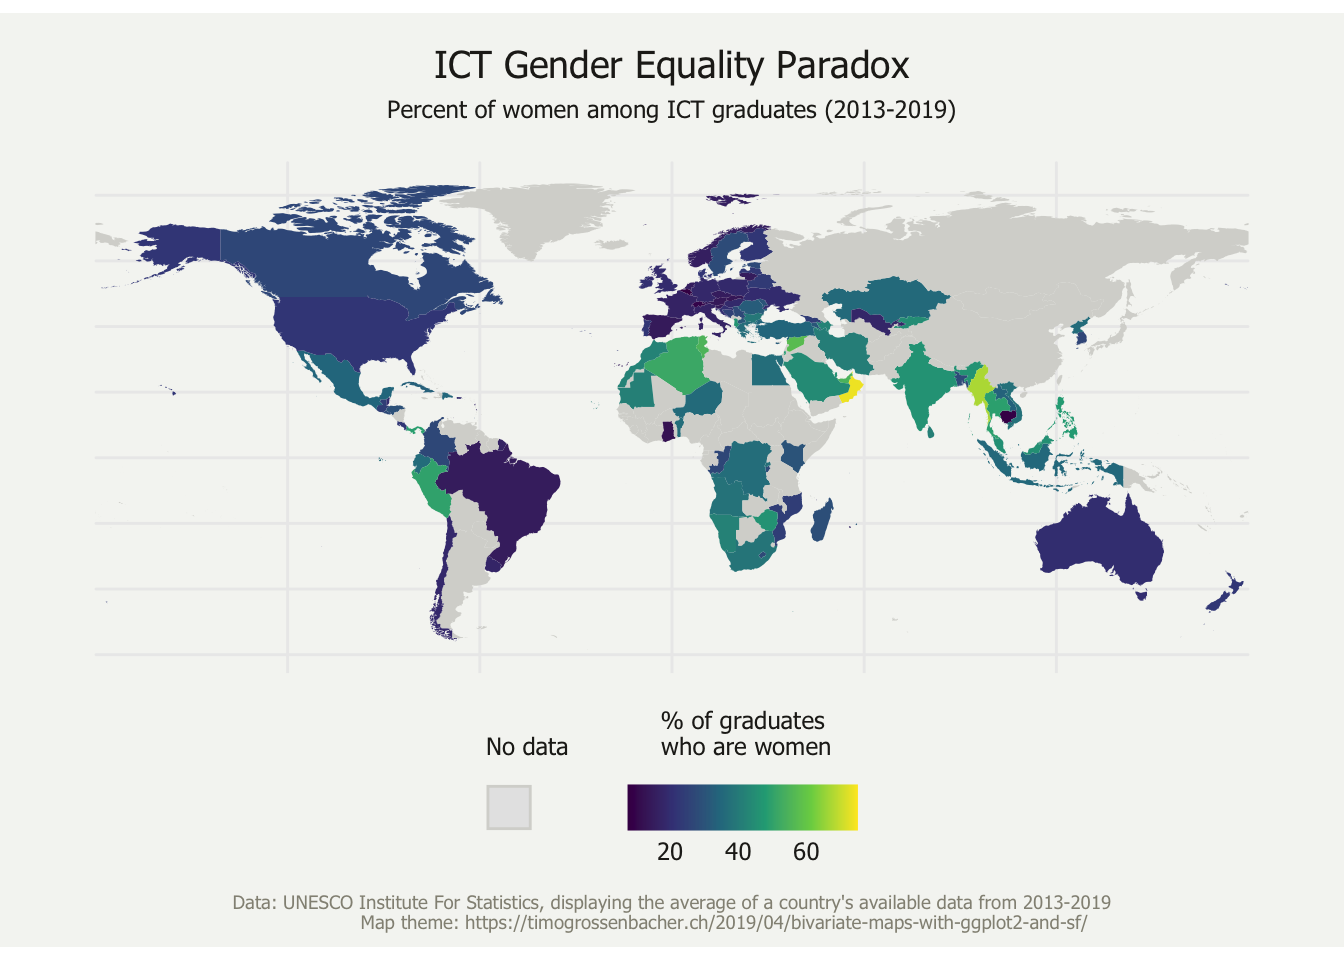 ICT Gender Equality Paradox
Percent of women among ICT graduates (2013-2019)
No data
% of graduates
who are women
20 40 60
Data: UNESCO Institute For Statistics, displaying the average of a country's available data from 2013-2019
Map theme: https://timogrossenbacher.ch/2019/04/bivariate-maps-with-ggplot2-and-sf/